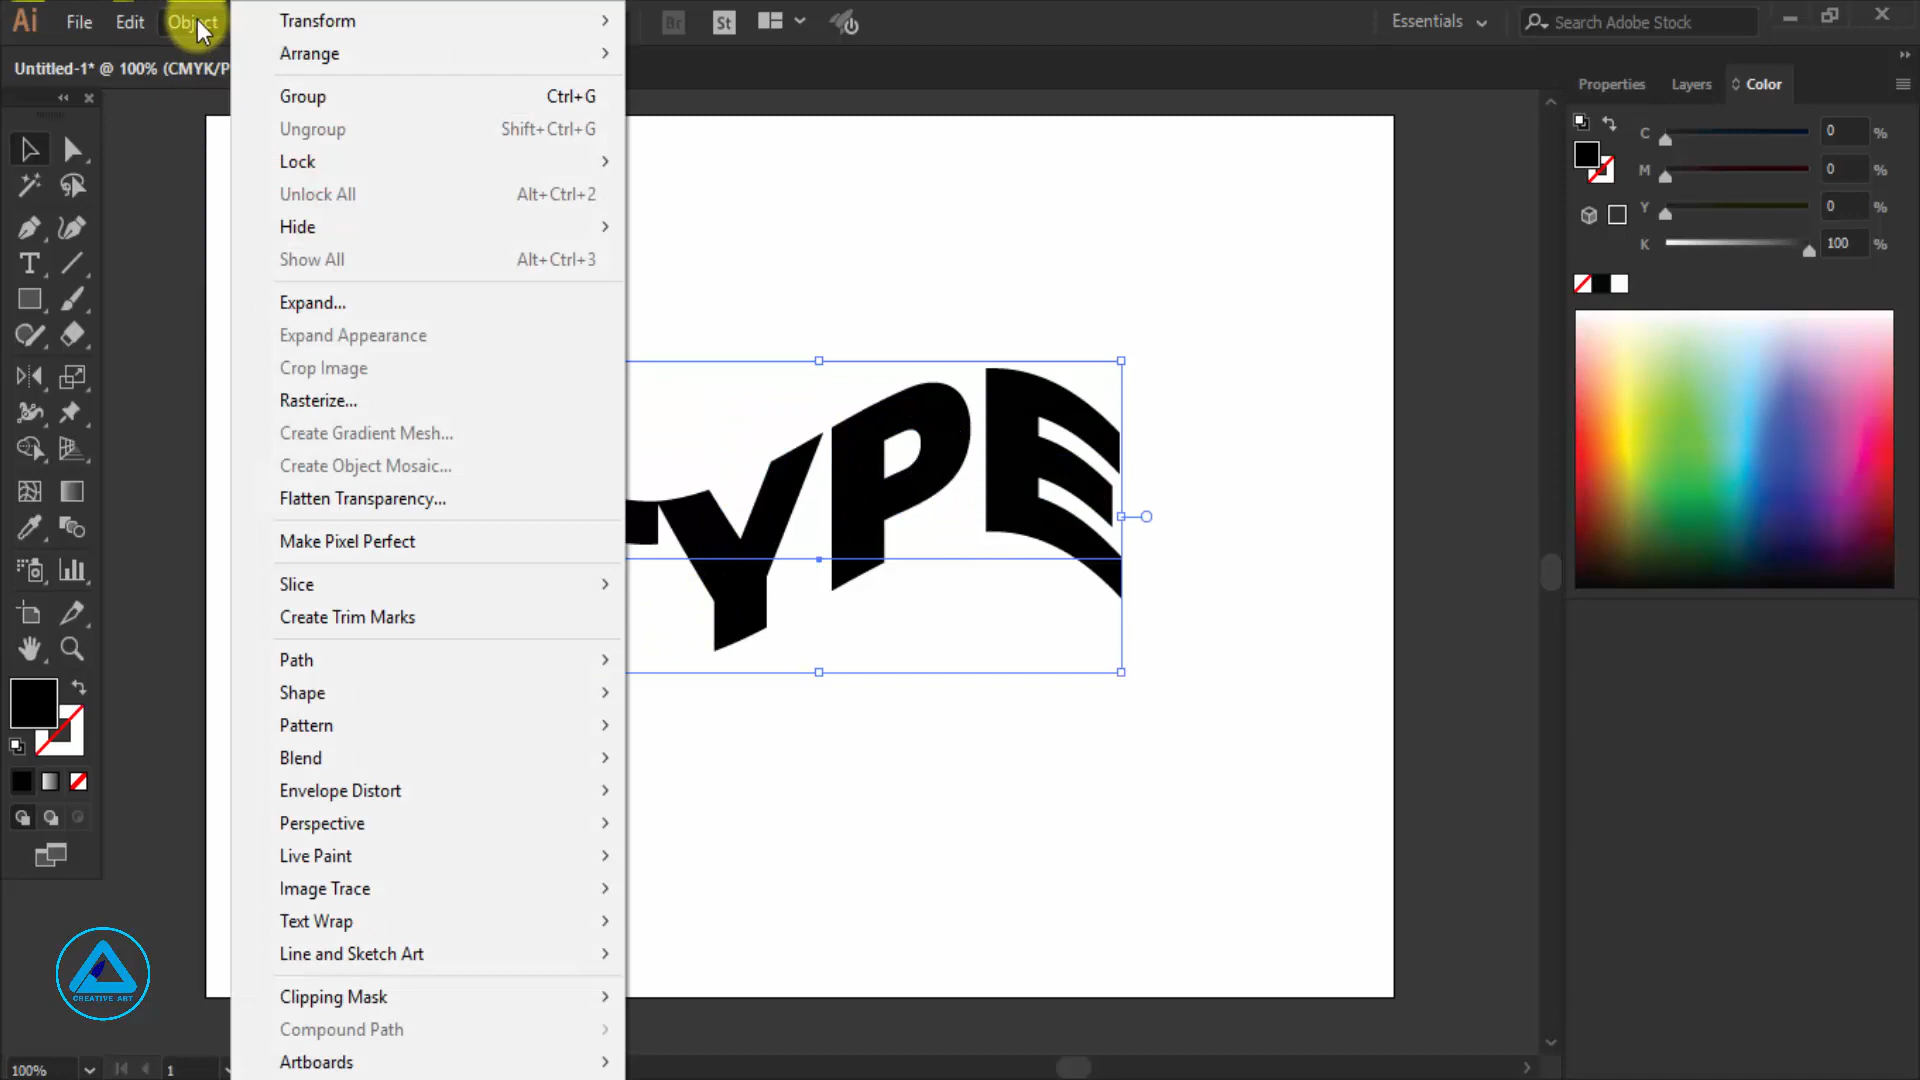 Ai File Edit Object Br St Essentials Search Adobe Stock
Untitled-1* @ 100% (CMYK/P
Transform
Arrange
Group Ctrl+G
Ungroup Shift+Ctrl+G
Lock
Unlock All Alt+Ctrl+2
Hide
Show All Alt+Ctrl+3
Expand...
Expand Appearance
Crop Image
Rasterize...
Create Gradient Mesh...
Create Object Mosaic...
Flatten Transparency...
Make Pixel Perfect
Slice
Create Trim Marks
Path
Shape
Pattern
Blend
Envelope Distort
Perspective
Live Paint
Image Trace
Text Wrap
Line and Sketch Art
Clipping Mask
Compound Path
Artboards
TYPE
Properties Layers Color
C 0 %
M 0 %
Y 0 %
K 100 %
T
CREATIVE ART
100% 1